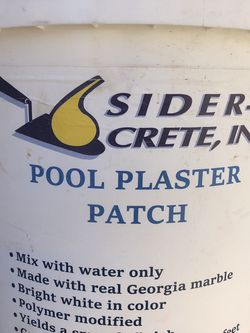 SIDER-
CRETE, IN
POOL PLASTER
PATCH
• Mix with water only
• Made with real Georgia marble
• Bright white in color
• Polymer modified
• Yields a
feet